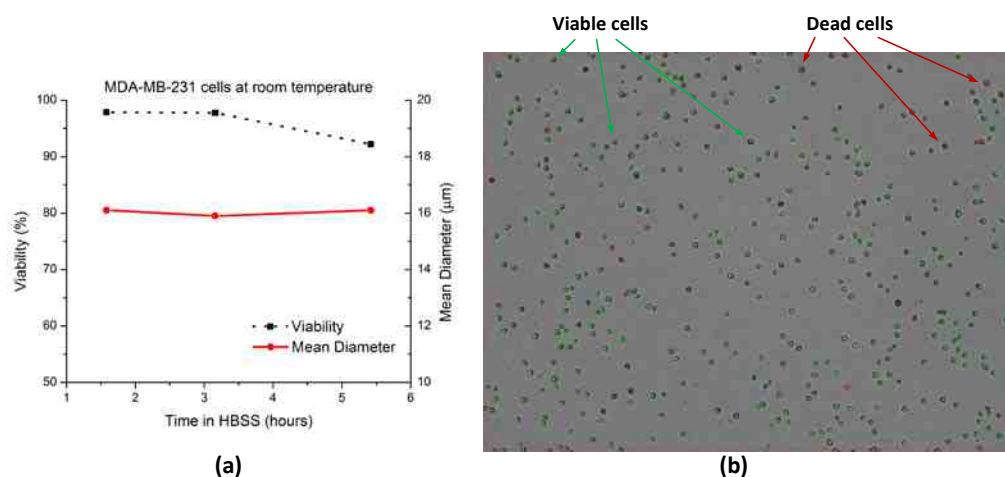 Viable cells
Dead cells
MDA-MB-231 cells at room temperature
100
90
80
70
60
50
Viability (%)
20
18
16
14
12
10
Mean Diameter (μm)
Viability
Mean Diameter
1 2 3 4 5 6
Time in HBSS (hours)
(a)
(b)